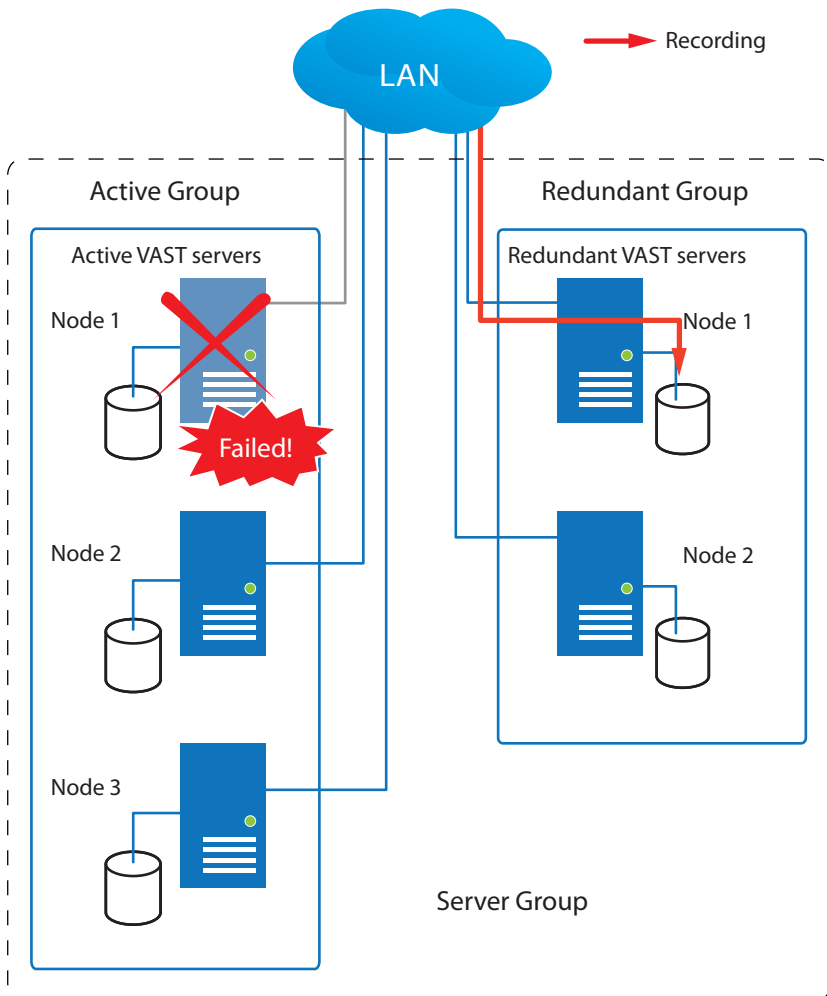 LAN
Recording
Active Group
Redundant Group
Active VAST servers
Redundant VAST servers
Node 1
Node 1
Failed!
Node 2
Node 2
Node 3
Server Group